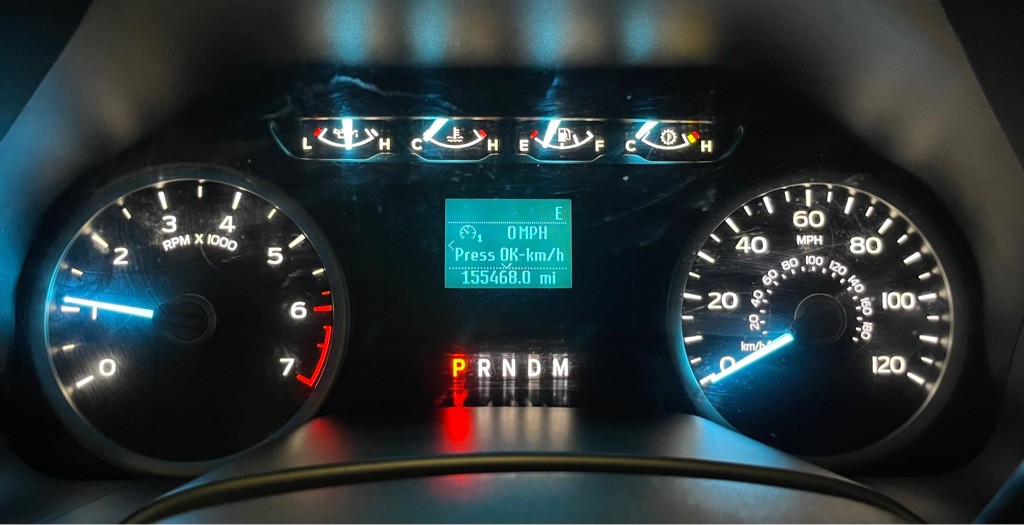 L H
C H
E F
C H
0 1 2 3 4 5 6 7
RPM X 1000
E
1 0 MPH
Press OK-km/h
155468.0 mi
P R N D M
0 20 40 60 80 100 120
MPH
20 40 60 80 100 120 140 160 180
km/h